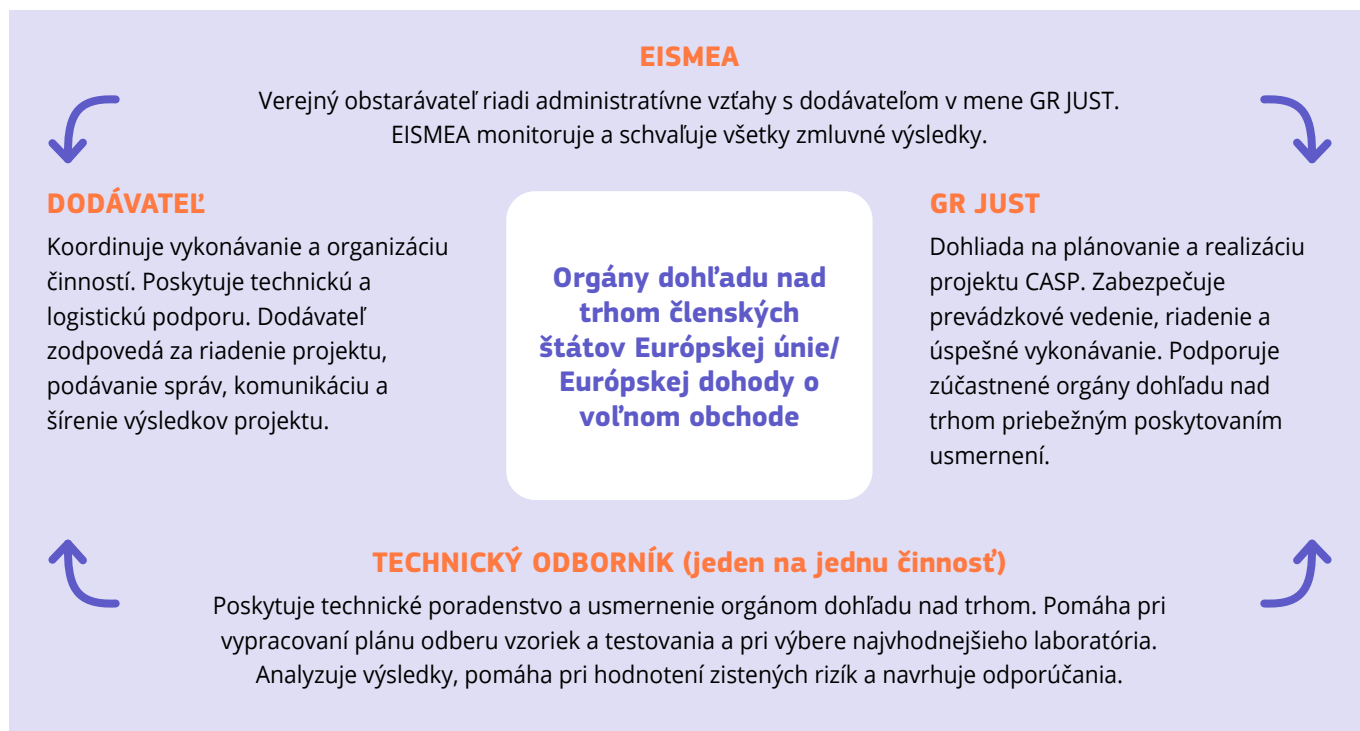 EISMEA
Verejný obstarávateľ riadi administratívne vzťahy s dodávateľom v mene GR JUST.
EISMEA monitoruje a schvaľuje všetky zmluvné výsledky.
DODÁVATEĽ
Koordinuje vykonávanie a organizáciu
činností. Poskytuje technickú a
logistickú podporu. Dodávateľ
zodpovedá za riadenie projektu,
podávanie správ, komunikáciu a
šírenie výsledkov projektu.
Orgány dohľadu nad
trhom členských
štátov Európskej únie/
Európskej dohody o
voľnom obchode
GR JUST
Dohliada na plánovanie a realizáciu
projektu CASP. Zabezpečuje
prevádzkové vedenie, riadenie a
úspešné vykonávanie. Podporuje
zúčastnené orgány dohľadu nad
trhom priebežným poskytovaním
usmernení.
TECHNICKÝ ODBORNÍK (jeden na jednu činnosť)
Poskytuje technické poradenstvo a usmernenie orgánom dohľadu nad trhom. Pomáha pri
vypracovaní plánu odberu vzoriek a testovania a pri výbere najvhodnejšieho laboratória.
Analyzuje výsledky, pomáha pri hodnotení zistených rizík a navrhuje odporúčania.